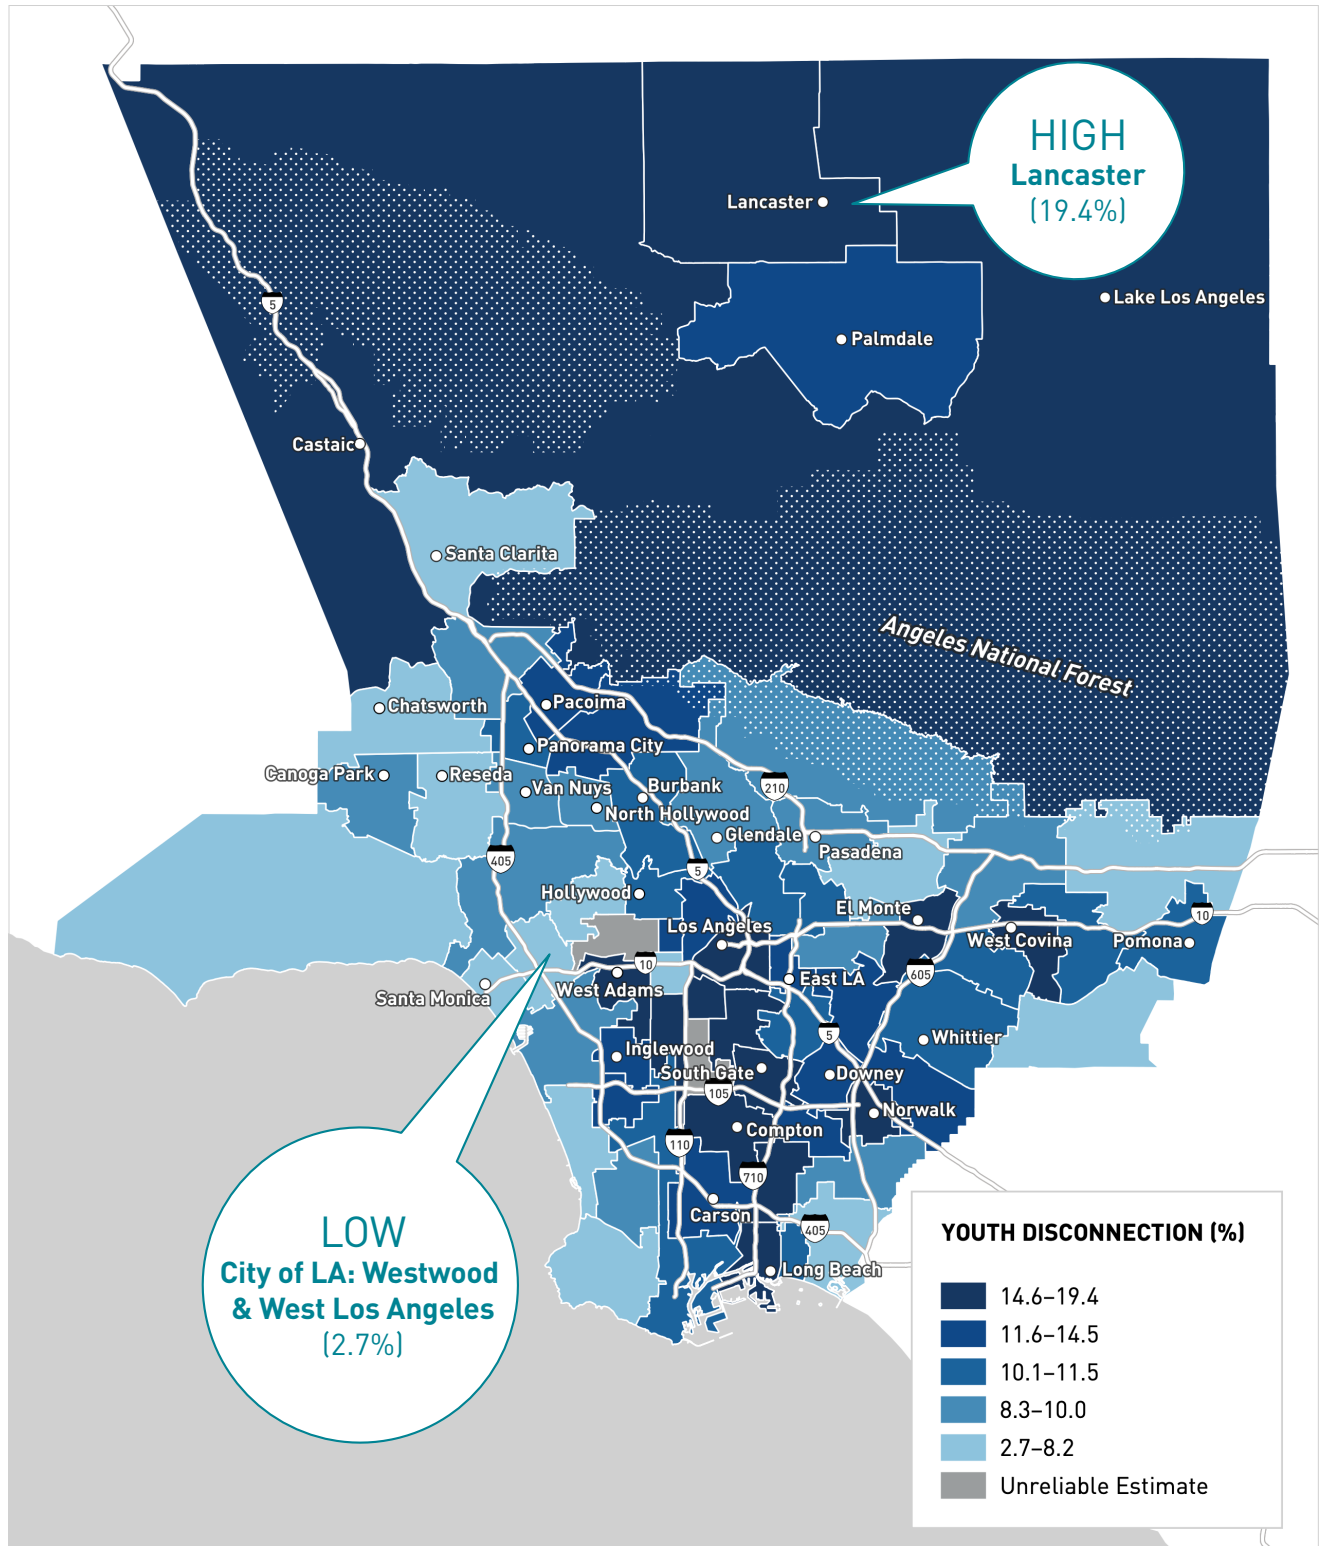 HIGH
Lancaster
(19.4%)
Lancaster
Lake Los Angeles
5
Palmdale
Castaic
Santa Clarita
Angeles National Forest
Chatsworth
Pacoima
Panorama City
Canoga Park
Reseda
Van Nuys
Burbank
210
North Hollywood
Glendale
Pasadena
405
5
Hollywood
El Monte
10
Los Angeles
West Covina
Pomona
10
605
East LA
West Adams
Santa Monica
5
Whittier
Inglewood
South Gate
Downey
105
Norwalk
Compton
110
710
Carson
405
Long Beach
LOW
City of LA: Westwood
& West Los Angeles
(2.7%)
YOUTH DISCONNECTION (%)
14.6–19.4
11.6–14.5
10.1–11.5
8.3–10.0
2.7–8.2
Unreliable Estimate